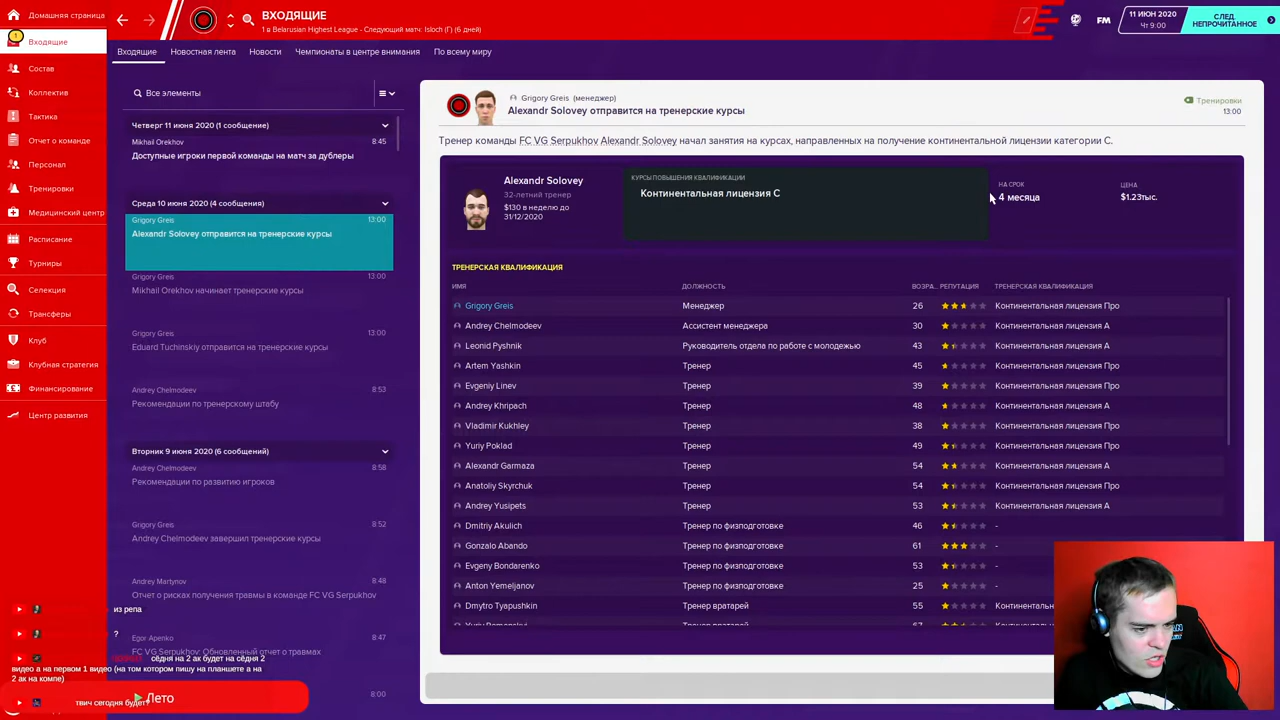 Домашняя страница
ВХОДЯЩИЕ
1 в Belarusian Highest League - Следующий матч: Isloch (Г) (6 дней)
FM
11 ИЮН 2020
Чт 9:00
СЛЕД.
НЕПРОЧИТАННОЕ
Входящие
Состав
Коллектив
Тактика
Отчет о команде
Персонал
Тренировки
Медицинский центр
Расписание
Турниры
Селекция
Трансферы
Клуб
Клубная стратегия
Финансирование
Центр развития
Входящие Новостная лента Новости Чемпионаты в центре внимания По всему миру
Все элементы
Четверг 11 июня 2020 (1 сообщение)
Mikhail Orekhov 8:45
Доступные игроки первой команды на матч за дублеры
Среда 10 июня 2020 (4 сообщения)
Grigory Greis 13:00
Alexandr Solovey отправится на тренерские курсы
Grigory Greis 13:00
Mikhail Orekhov начинает тренерские курсы
Grigory Greis 13:00
Eduard Tuchinskiy отправится на тренерские курсы
Andrey Chelmodeev 8:53
Рекомендации по тренерскому штабу
Вторник 9 июня 2020 (6 сообщений)
Andrey Chelmodeev 8:58
Рекомендации по развитию игроков
Grigory Greis 8:52
Andrey Chelmodeev завершил тренерские курсы
Andrey Martynov 8:48
Отчет о рисках получения травмы в команде FC VG Serpukhov
Egor Apenko 8:47
FC VG Serpukhov: Обновленный отчет о травмах
8:00
Grigory Greis (менеджер)
Alexandr Solovey отправится на тренерские курсы
Тренировки
13:00
Тренер команды FC VG Serpukhov Alexandr Solovey начал занятия на курсах, направленных на получение континентальной лицензии категории С.
Alexandr Solovey
32-летний тренер
$130 в неделю до
31/12/2020
КУРСЫ ПОВЫШЕНИЯ КВАЛИФИКАЦИИ
Континентальная лицензия С
НА СРОК
4 месяца
ЦЕНА
$1.23тыс.
ТРЕНЕРСКАЯ КВАЛИФИКАЦИЯ
ИМЯ ДОЛЖНОСТЬ ВОЗРА.. РЕПУТАЦИЯ ТРЕНЕРСКАЯ КВАЛИФИКАЦИЯ
Grigory Greis Менеджер 26 Континентальная лицензия Про
Andrey Chelmodeev Ассистент менеджера 30 Континентальная лицензия А
Leonid Pyshnik Руководитель отдела по работе с молодежью 43 Континентальная лицензия А
Artem Yashkin Тренер 45 Континентальная лицензия Про
Evgeniy Linev Тренер 39 Континентальная лицензия Про
Andrey Khripach Тренер 48 Континентальная лицензия А
Vladimir Kukhley Тренер 38 Континентальная лицензия Про
Yuriy Poklad Тренер 49 Континентальная лицензия Про
Alexandr Garmaza Тренер 54 Континентальная лицензия А
Anatoliy Skyrchuk Тренер 54 Континентальная лицензия Про
Andrey Yusipets Тренер 53 Континентальная лицензия А
Dmitriy Akulich Тренер по физподготовке 46 -
Gonzalo Abando Тренер по физподготовке 61 -
Evgeny Bondarenko Тренер по физподготовке 53 -
Anton Yemeljanov Тренер по физподготовке 25 -
Dmytro Tyapushkin Тренер вратарей 55 Континенталь
из репа
?
сёдня на 2 ак будет на сёдня 2
видео а на первом 1 видео (на том котором пишу на планшете а на
2 ак на компе)
твич сегодня будет?
Лето